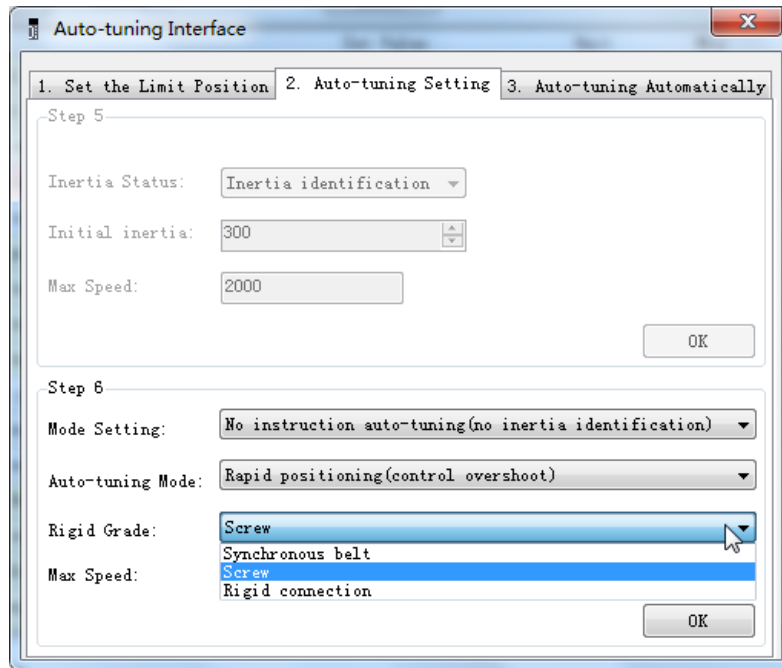 Auto-tuning Interface
1. Set the Limit Position 2. Auto-tuning Setting 3. Auto-tuning Automatically
Step 5
Inertia Status: Inertia identification
Initial inertia: 300
Max Speed: 2000
OK
Step 6
Mode Setting: No instruction auto-tuning(no inertia identification)
Auto-tuning Mode: Rapid positioning(control overshoot)
Rigid Grade: Screw
Synchronous belt
Max Speed: Screw
Rigid connection
OK